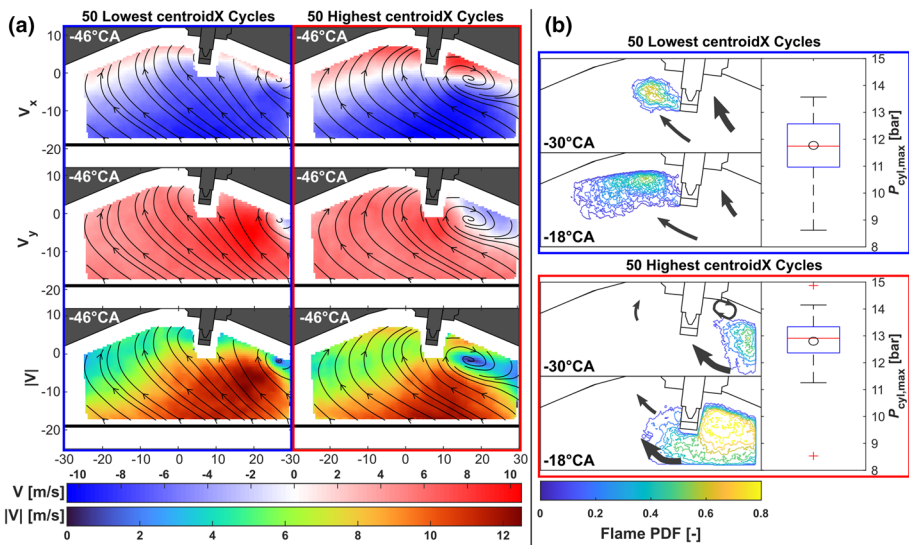 (a)
50 Lowest centroidX Cycles
50 Highest centroidX Cycles
-46°CA
-46°CA
10
0
-10
-20
Vx
-46°CA
-46°CA
10
0
-10
-20
Vy
-46°CA
-46°CA
10
0
-10
-20
|V|
-30 -20 -10 0 10 20 30 -20 -10 0 10 20 30
V [m/s]
-10 -8 -6 -4 -2 0 2 4 6 8 10
|V| [m/s]
0 2 4 6 8 10 12
(b)
50 Lowest centroidX Cycles
-30°CA
-18°CA
15
14
13
12
11
10
9
8
Pcyl,max [bar]
50 Highest centroidX Cycles
-30°CA
-18°CA
15
14
13
12
11
10
9
8
Pcyl,max [bar]
0 0.2 0.4 0.6 0.8
Flame PDF [-]